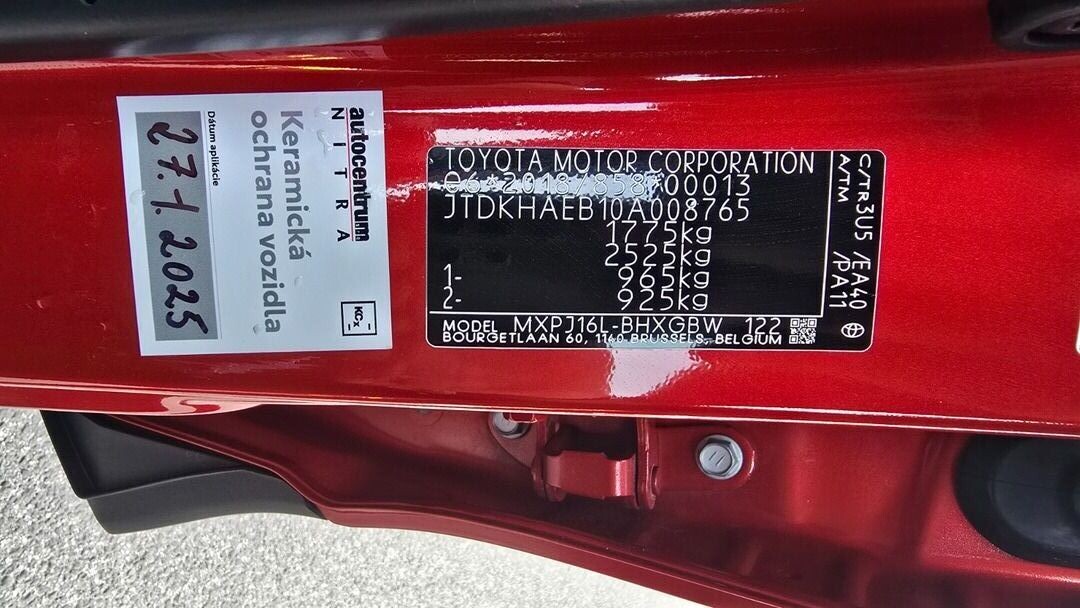 autocentrum
NITRA
Keramická
ochrana vozidla
Dátum aplikácie
27.1.2025
KCx
TOYOTA MOTOR CORPORATION
e6*2018/858*00013
JTDKHAEB10A008765
1775kg
2525kg
1- 965kg
2- 925kg
MODEL MXPJ16L-BHXGBW 122
BOURGETLAAN 60, 1140 BRUSSELS, BELGIUM
C/TR 3U5 /EA40
A/TM /PA11